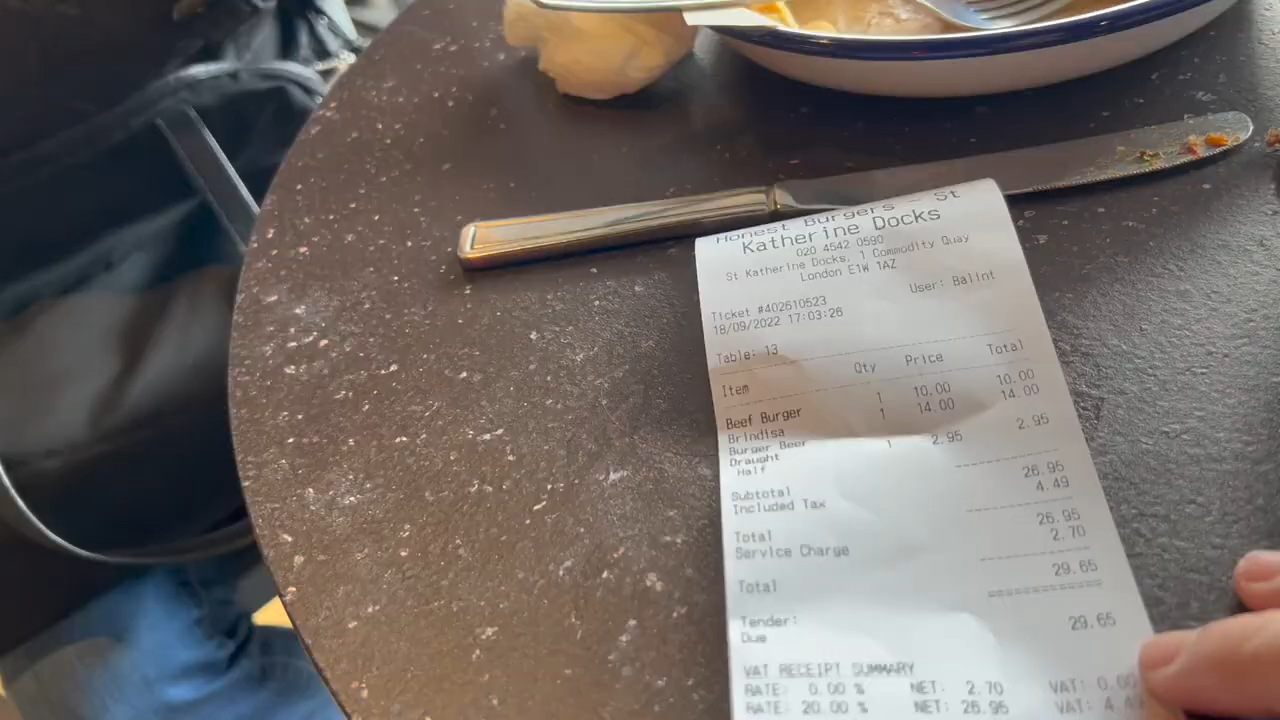 Honest Burgers - St
Katherine Docks
020 4542 0590
St Katherine Docks, 1 Commodity Quay
London E1W 1AZ
User: Balint
Ticket #402610523
18/09/2022 17:03:26
Table: 13
Item Qty Price Total
Beef Burger 1 10.00 10.00
Brindisa 1 14.00 14.00
Burger Beer 1 2.95 2.95
Draught
Half
Subtotal 26.95
Included Tax 4.49
Total 26.95
Service Charge 2.70
Total 29.65
Tender:
Due 29.65
VAT RECEIPT SUMMARY
RATE: 0.00 % NET: 2.70 VAT: 0.00
RATE: 20.00 % NET: 26.95 VAT: